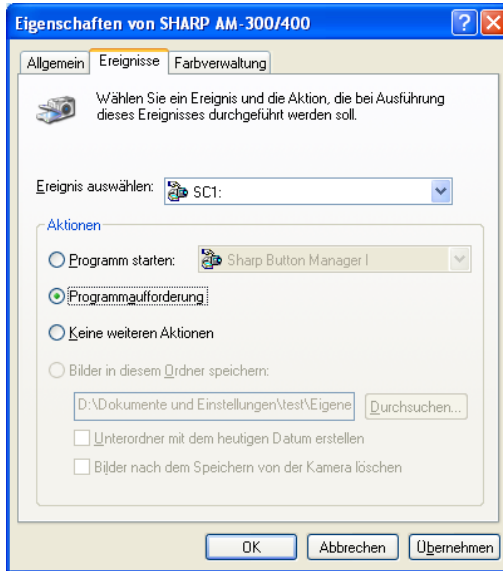 Eigenschaften von SHARP AM-300/400
Allgemein Ereignisse Farbverwaltung
Wählen Sie ein Ereignis und die Aktion, die bei Ausführung
dieses Ereignisses durchgeführt werden soll.
Ereignis auswählen: SC1:
Aktionen
Programm starten: Sharp Button Manager I
Programmaufforderung
Keine weiteren Aktionen
Bilder in diesem Ordner speichern:
D:\Dokumente und Einstellungen\test\Eigene Durchsuchen...
Unterordner mit dem heutigen Datum erstellen
Bilder nach dem Speichern von der Kamera löschen
OK Abbrechen Übernehmen